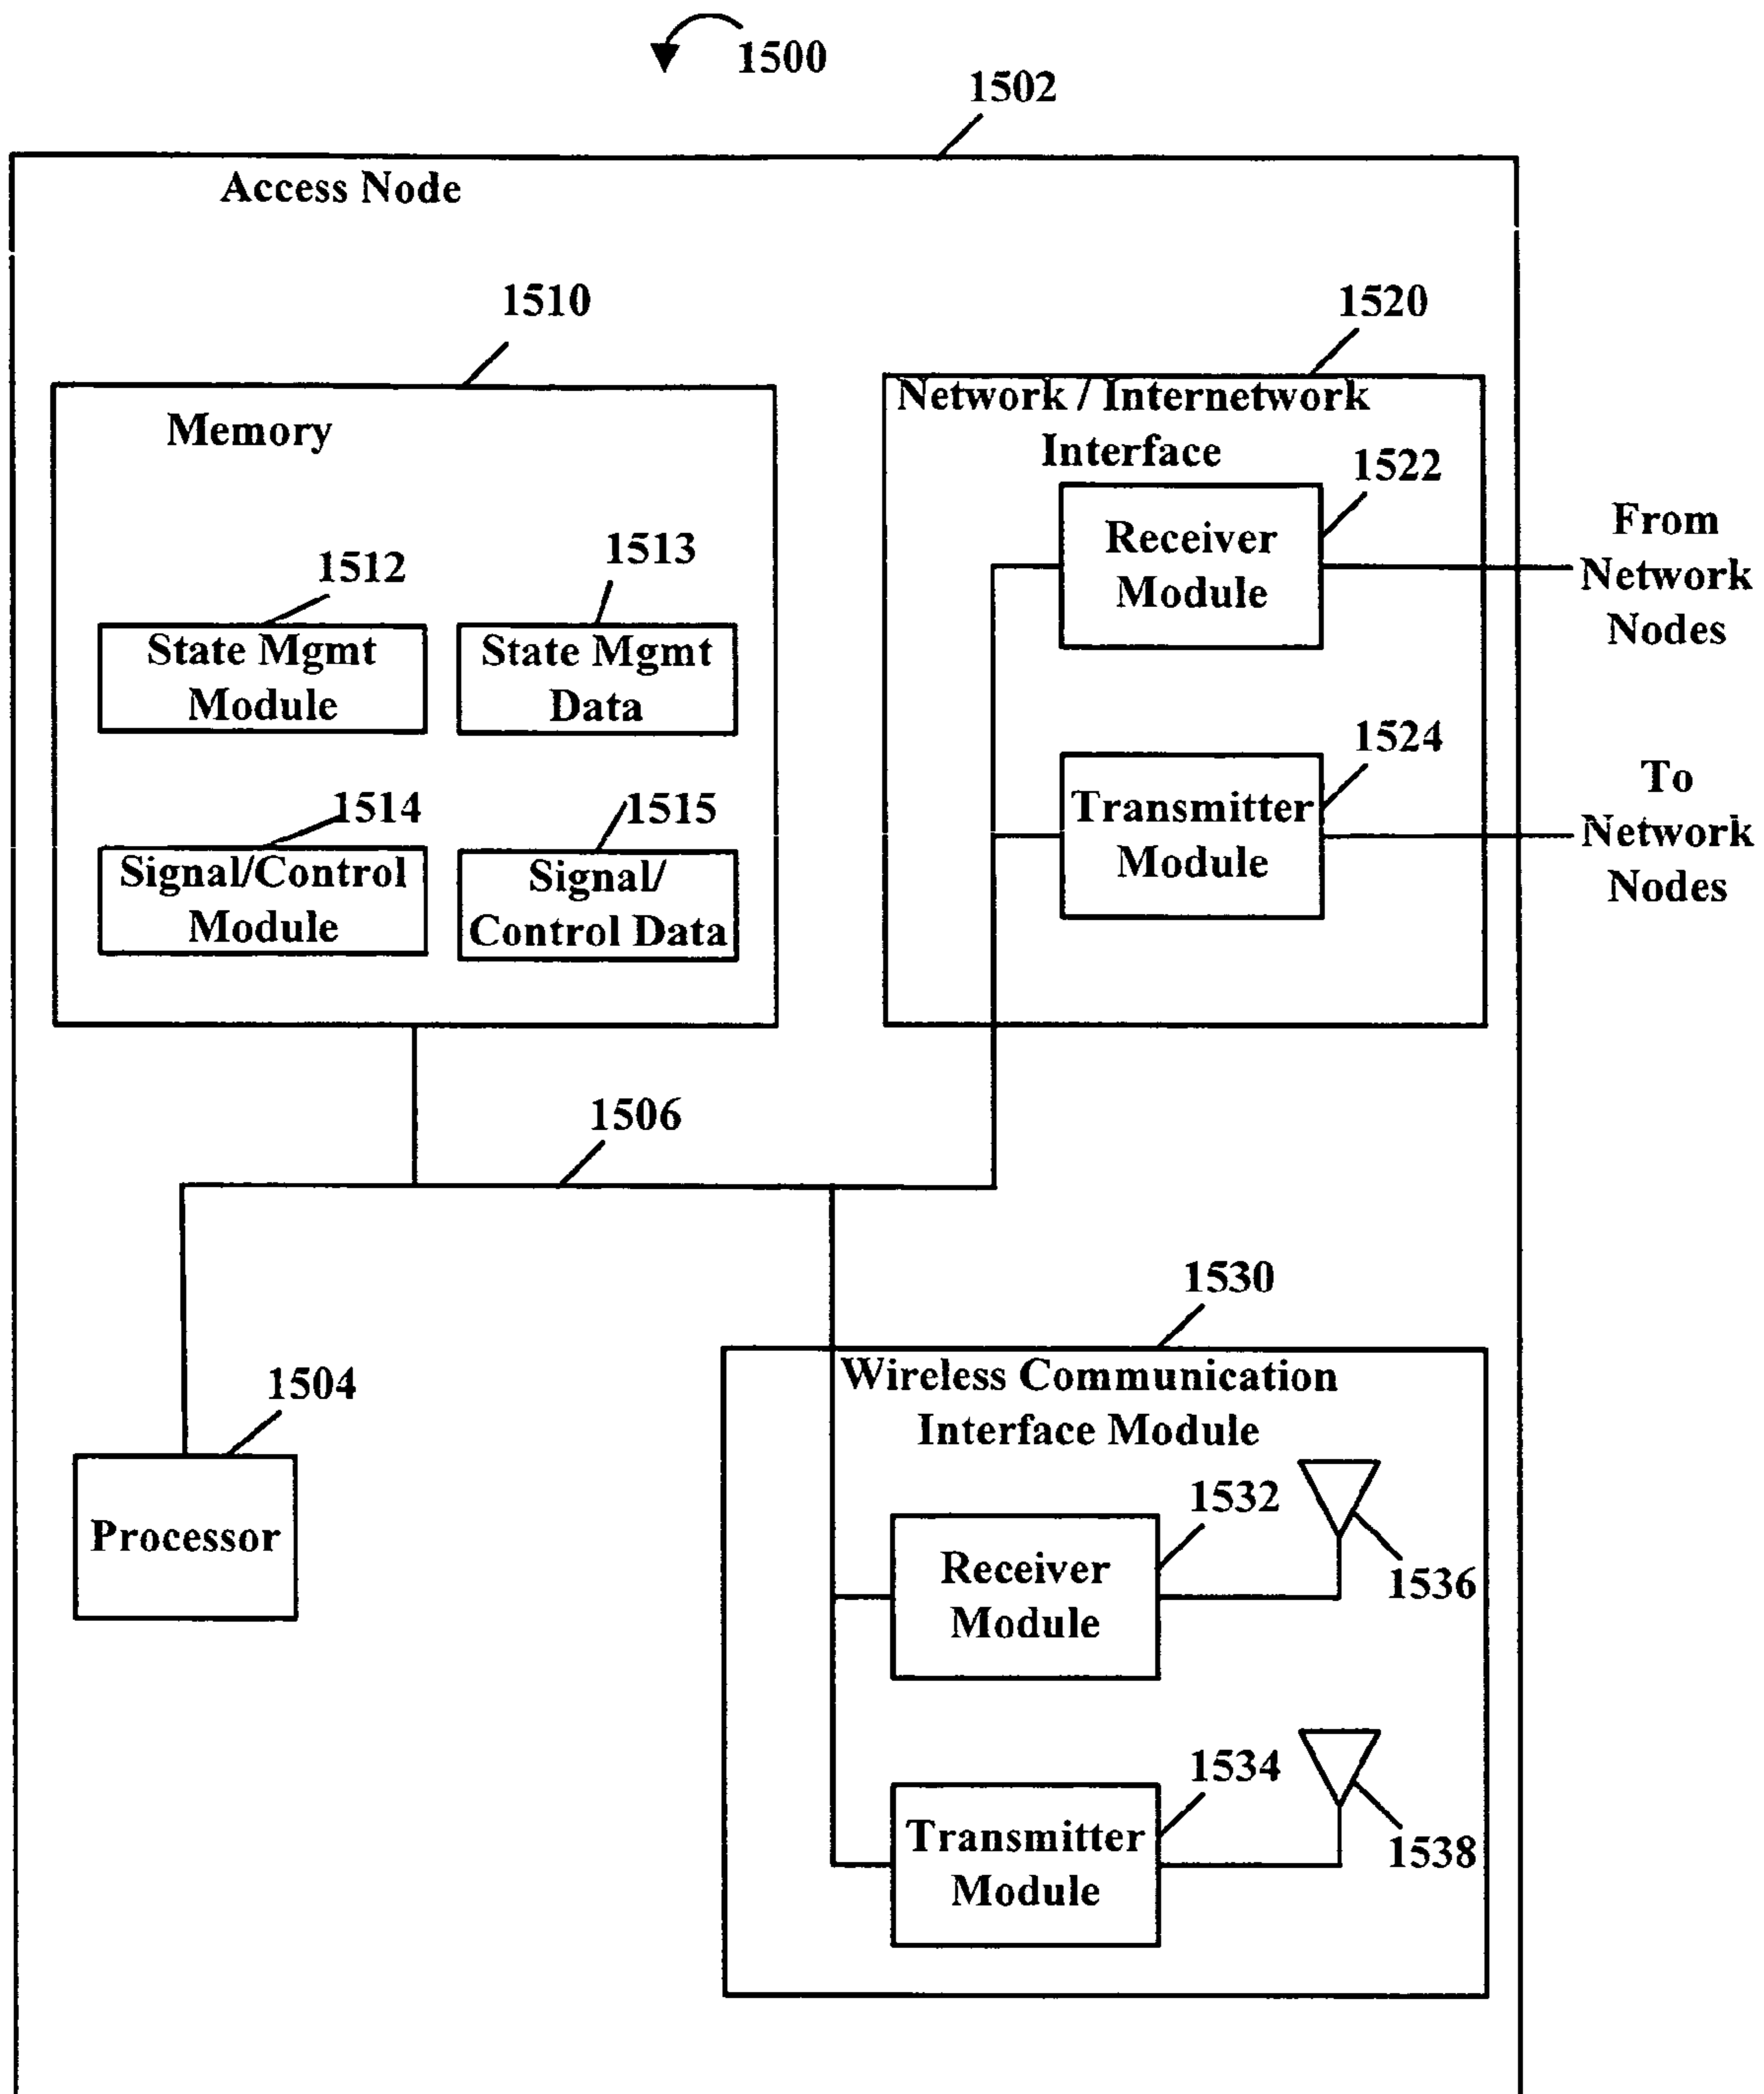 1500
1502
Access Node
1510
1520
Memory
Network / Internetwork
Interface
1522
Receiver
Module
From
Network
Nodes
1512
1513
State Mgmt
Module
State Mgmt
Data
1524
Transmitter
Module
To
Network
Nodes
1514
1515
Signal/Control
Module
Signal/
Control Data
1506
1530
Wireless Communication
Interface Module
1504
Processor
1532
Receiver
Module
1536
1534
Transmitter
Module
1538